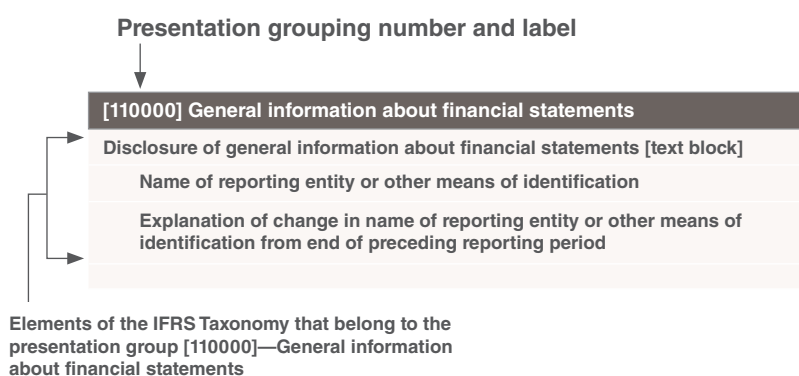 Presentation grouping number and label
[110000] General information about financial statements
Disclosure of general information about financial statements [text block]
Name of reporting entity or other means of identification
Explanation of change in name of reporting entity or other means of
identification from end of preceding reporting period
Elements of the IFRS Taxonomy that belong to the
presentation group [110000]—General information
about financial statements